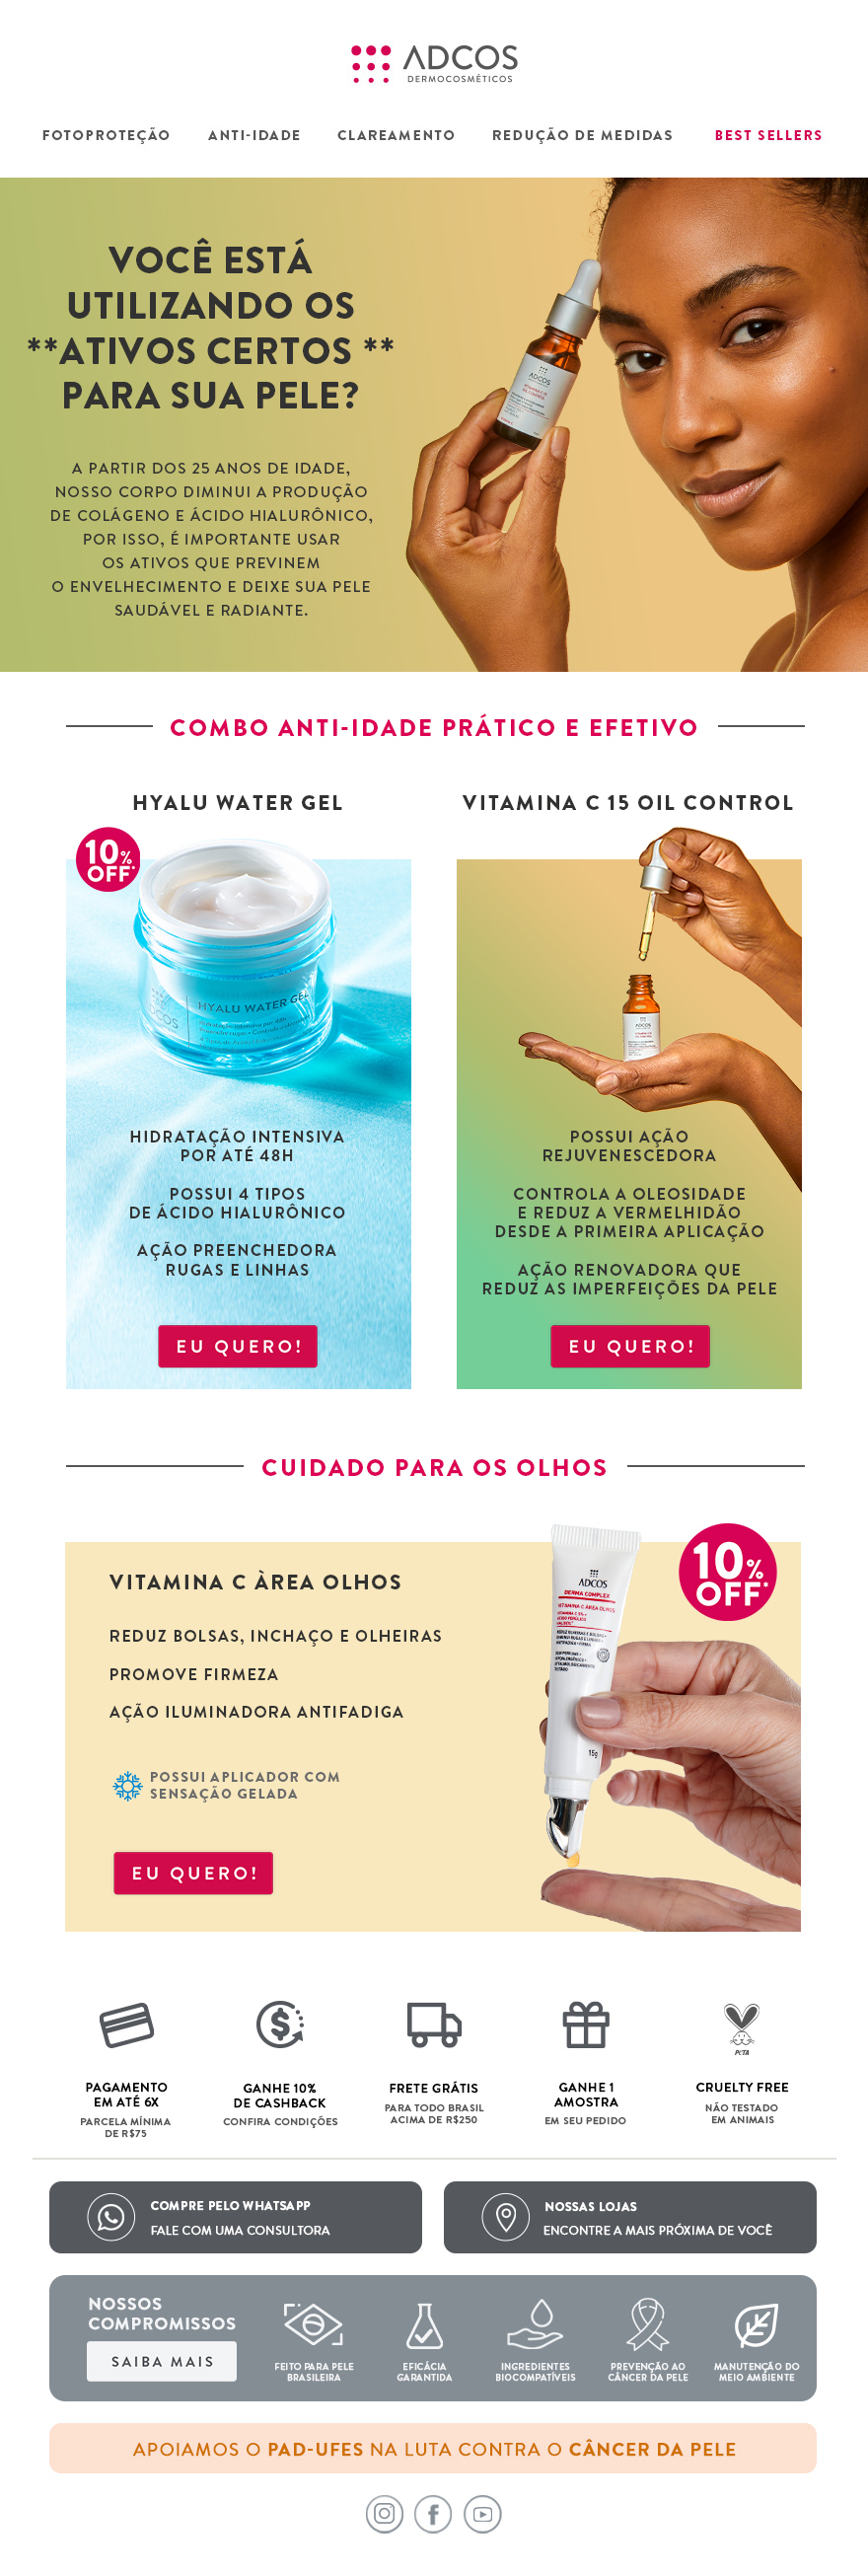 ADCOS
DERMOCOSMÉTICOS
FOTOPROTEÇÃO ANTI-IDADE CLAREAMENTO REDUÇÃO DE MEDIDAS BEST SELLERS
VOCÊ ESTÁ
UTILIZANDO OS
**ATIVOS CERTOS **
PARA SUA PELE?
A PARTIR DOS 25 ANOS DE IDADE,
NOSSO CORPO DIMINUI A PRODUÇÃO
DE COLÁGENO E ÁCIDO HIALURÔNICO,
POR ISSO, É IMPORTANTE USAR
OS ATIVOS QUE PREVINEM
O ENVELHECIMENTO E DEIXE SUA PELE
SAUDÁVEL E RADIANTE.
ADCOS
COMBO ANTI-IDADE PRÁTICO E EFETIVO
HYALU WATER GEL
10%
OFF*
HYALU WATER GEL
HIDRATAÇÃO INTENSIVA
POR ATÉ 48H
POSSUI 4 TIPOS
DE ÁCIDO HIALURÔNICO
AÇÃO PREENCHEDORA
RUGAS E LINHAS
EU QUERO!
VITAMINA C 15 OIL CONTROL
ADCOS
POSSUI AÇÃO
REJUVENESCEDORA
CONTROLA A OLEOSIDADE
E REDUZ A VERMELHIDÃO
DESDE A PRIMEIRA APLICAÇÃO
AÇÃO RENOVADORA QUE
REDUZ AS IMPERFEIÇÕES DA PELE
EU QUERO!
CUIDADO PARA OS OLHOS
VITAMINA C ÀREA OLHOS
REDUZ BOLSAS, INCHAÇO E OLHEIRAS
PROMOVE FIRMEZA
AÇÃO ILUMINADORA ANTIFADIGA
POSSUI APLICADOR COM
SENSAÇÃO GELADA
EU QUERO!
ADCOS
DERMA COMPLEX
VITAMINA C ÁREA OLHOS
15g
10%
OFF*
PAGAMENTO
EM ATÉ 6X
PARCELA MÍNIMA
DE R$75
GANHE 10%
DE CASHBACK
CONFIRA CONDIÇÕES
FRETE GRÁTIS
PARA TODO BRASIL
ACIMA DE R$250
GANHE 1
AMOSTRA
EM SEU PEDIDO
PeTA
CRUELTY FREE
NÃO TESTADO
EM ANIMAIS
COMPRE PELO WHATSAPP
FALE COM UMA CONSULTORA
NOSSAS LOJAS
ENCONTRE A MAIS PRÓXIMA DE VOCÊ
NOSSOS
COMPROMISSOS
SAIBA MAIS
FEITO PARA PELE
BRASILEIRA
EFICÁCIA
GARANTIDA
INGREDIENTES
BIOCOMPATÍVEIS
PREVENÇÃO AO
CÂNCER DA PELE
MANUTENÇÃO DO
MEIO AMBIENTE
APOIAMOS O PAD-UFES NA LUTA CONTRA O CÂNCER DA PELE